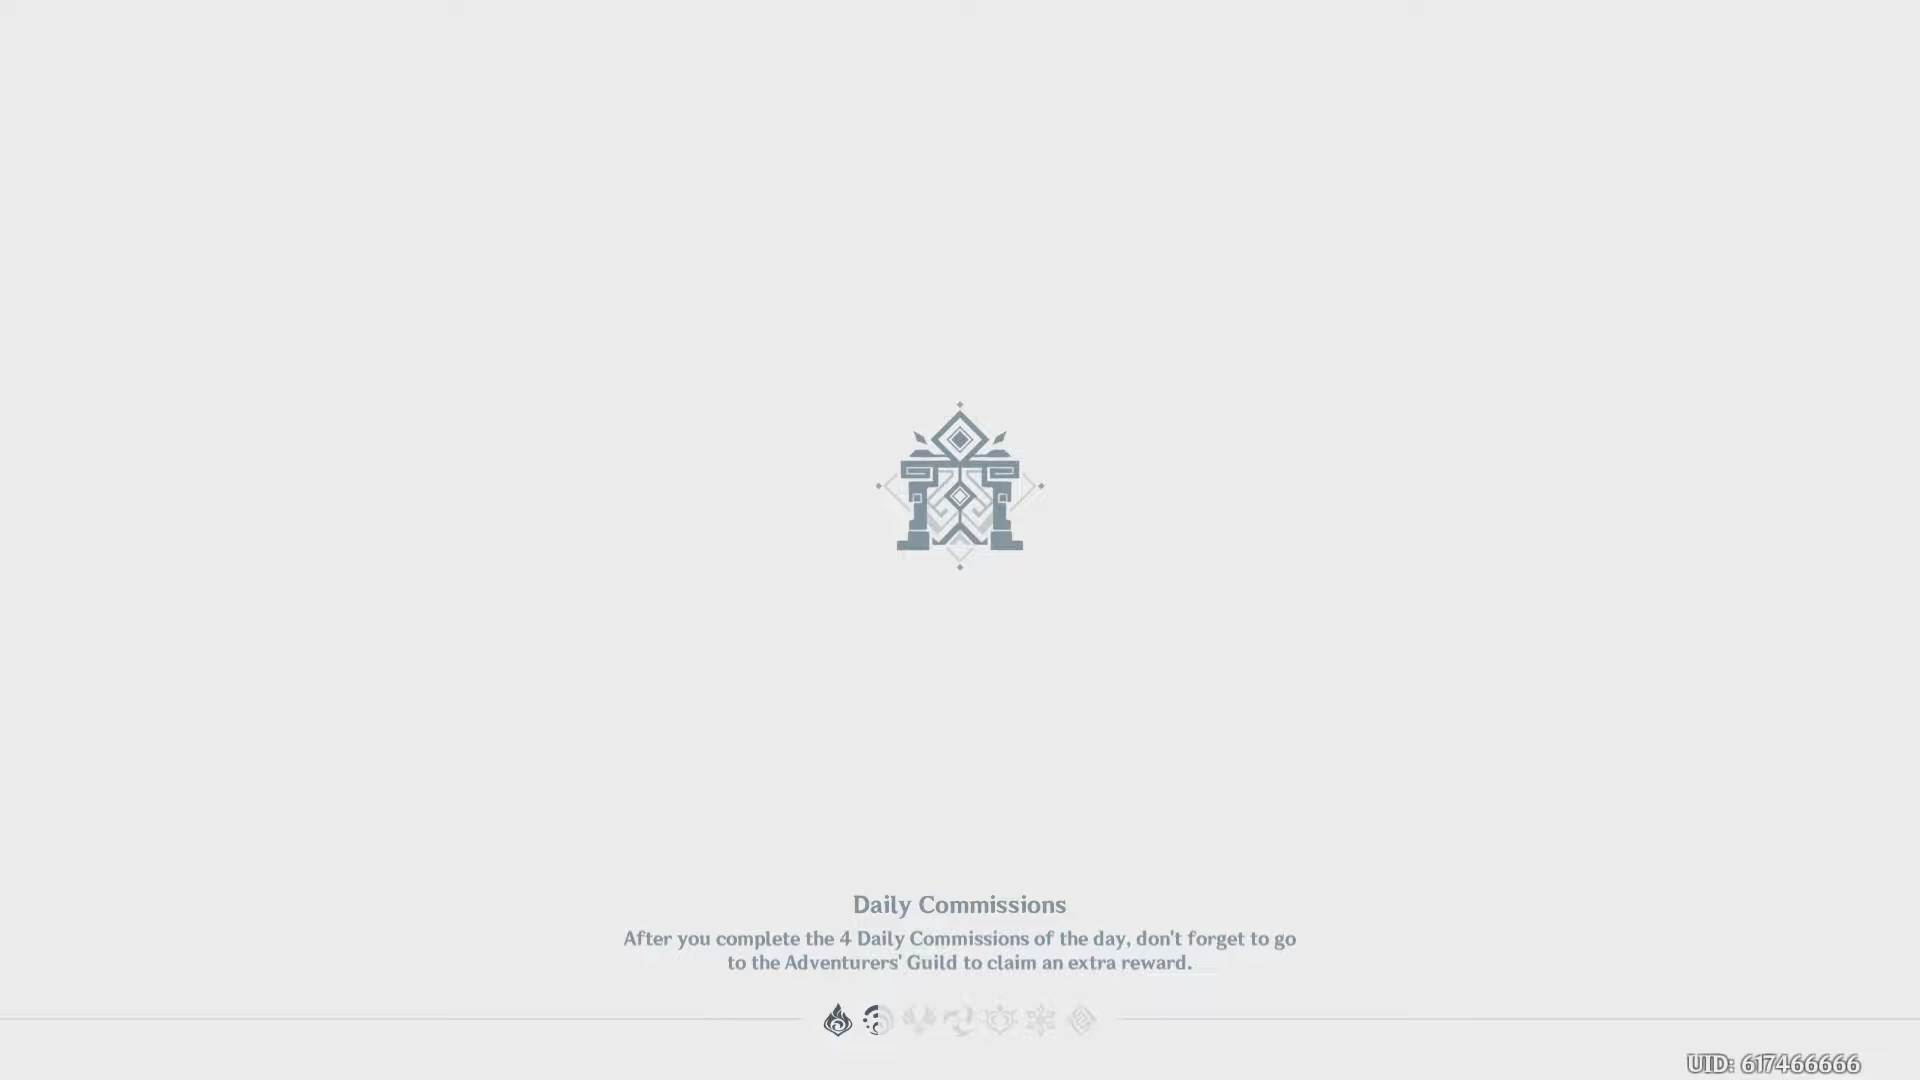 Daily Commissions
After you complete the 4 Daily Commissions of the day, don't forget to go
to the Adventurers' Guild to claim an extra reward.
UID: 617466666